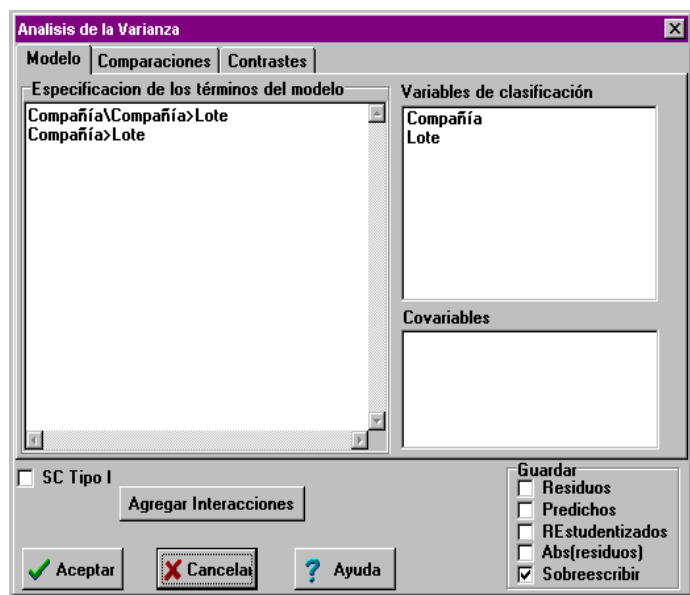 Analisis de la Varianza
Modelo Comparaciones Contrastes
Especificacion de los términos del modelo
Compañía\Compañía>Lote
Compañía>Lote
Variables de clasificación
Compañía
Lote
Covariables
SC Tipo I
Agregar Interacciones
Guardar
Residuos
Predichos
REstudentizados
Abs(residuos)
Sobreescribir
Aceptar
Cancelar
Ayuda